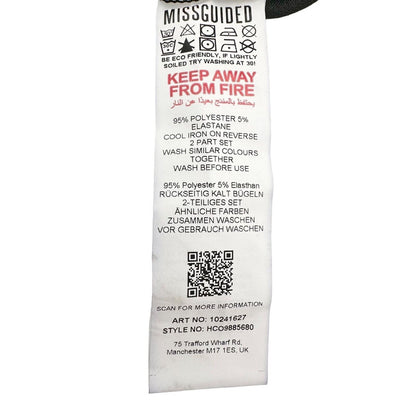 MISSGUIDED
BE ECO FRIENDLY, IF LIGHTLY
SOILED TRY WASHING AT 30!
KEEP AWAY
FROM FIRE
يحتفظ بالمنتج بعيدًا عن النار
95% POLYESTER 5%
ELASTANE
COOL IRON ON REVERSE
2 PART SET
WASH SIMILAR COLOURS
TOGETHER
WASH BEFORE USE
95% Polyester 5% Elasthan
RÜCKSEITIG KALT BÜGELN
2-TEILIGES SET
ÄHNLICHE FARBEN
ZUSAMMEN WASCHEN
VOR GEBRAUCH WASCHEN
SCAN FOR MORE INFORMATION
ART NO: 10241627
STYLE NO: HCO9885680
75 Trafford Wharf Rd,
Manchester M17 1ES, UK